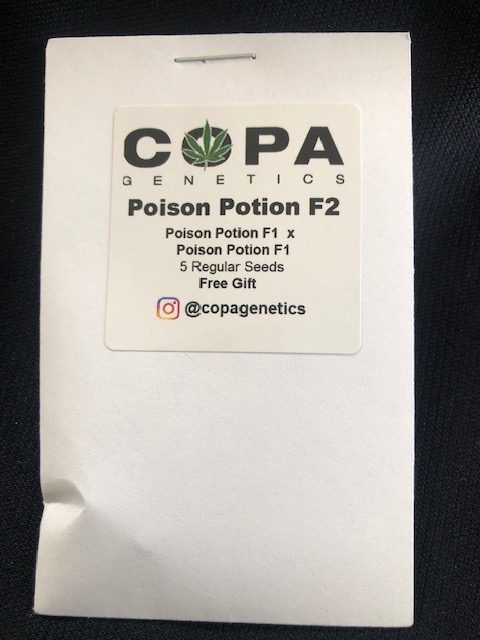 COPA
GENETICS
Poison Potion F2
Poison Potion F1 x
Poison Potion F1
5 Regular Seeds
Free Gift
@copagenetics